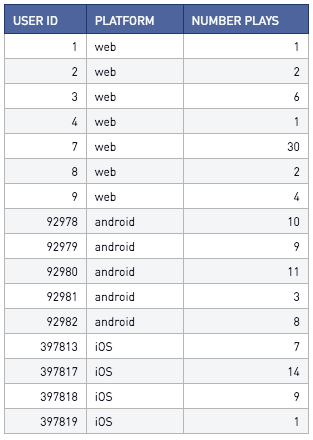 USER ID PLATFORM NUMBER PLAYS
1 web 1
2 web 2
3 web 6
4 web 1
7 web 30
8 web 2
9 web 4
92978 android 10
92979 android 9
92980 android 11
92981 android 3
92982 android 8
397813 iOS 7
397817 iOS 14
397818 iOS 9
397819 iOS 1